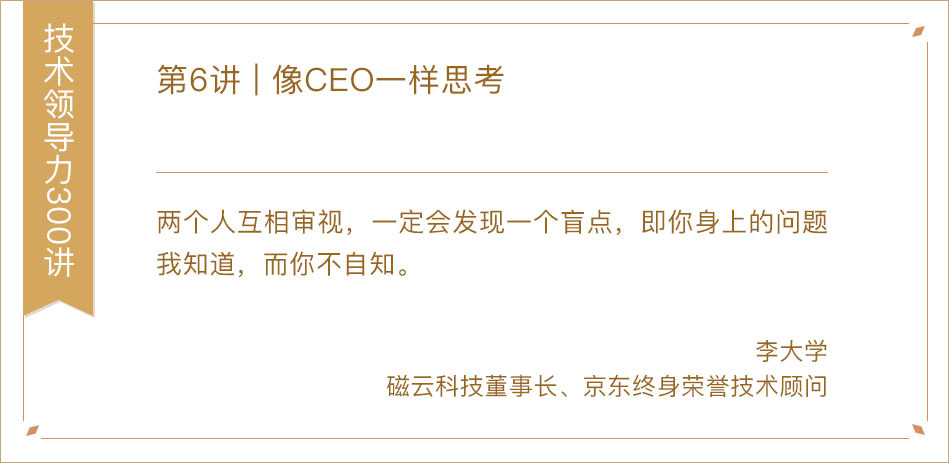 技术领导力300讲
第6讲 | 像CEO一样思考
两个人互相审视，一定会发现一个盲点，即你身上的问题
我知道，而你不自知。
李大学
磁云科技董事长、京东终身荣誉技术顾问